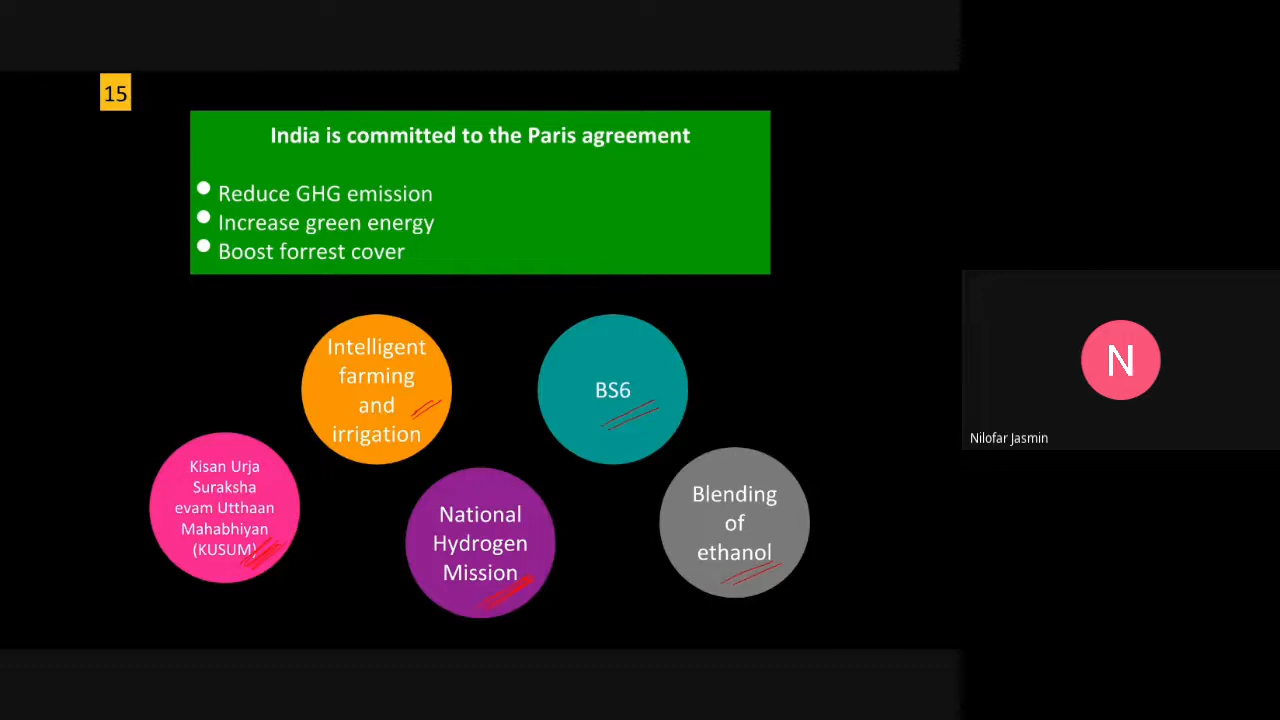 15
India is committed to the Paris agreement
Reduce GHG emission
Increase green energy
Boost forrest cover
Intelligent
farming
and
irrigation
BS6
Kisan Urja
Suraksha
evam Utthaan
Mahabhiyan
(KUSUM)
National
Hydrogen
Mission
Blending
of
ethanol
N
Nilofar Jasmin